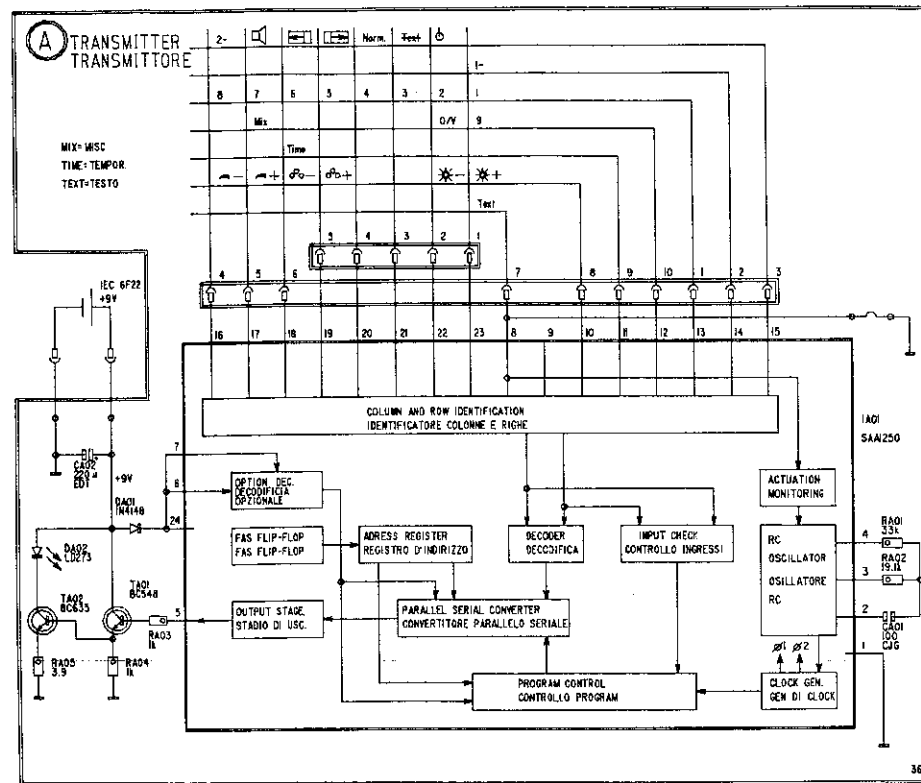 A TRANSMITTER
TRANSMITTORE
2- Norm. Text
1-
8 7 6 5 4 3 2 1
Mix O/V 9
MIX= MISC
TIME= TEMPOR.
TEXT=TESTO
Time
- + - + - +
Text
5 4 3 2 1
4 5 6 7 8 9 10 1 2 3
IEC 6F22
+9V
16 17 18 19 20 21 22 23 8 9 10 11 12 13 14 15
COLUMN AND ROW IDENTIFICATION
IDENTIFICATORE COLONNE E RIGHE
IA01
SAA1250
CA02
220µ
EDT
+9V
DA01
1N4148
7
6
24
OPTION DEC.
DECODIFICIA
OPZIONALE
ACTUATION
MONITORING
FAS FLIP-FLOP
FAS FLIP-FLOP
ADRESS REGISTER
REGISTRO D'INDIRIZZO
DECODER
DECODIFICA
INPUT CHECK
CONTROLLO INGRESSI
RC
OSCILLATOR
OSILLATORE
RC
4 RA01
33k
3 RA02
19.1k
2 CA01
100
CJG
1
DA02
LD273
TA02
BC635
TA01
BC548
5
RA03
1k
OUTPUT STAGE
STADIO DI USC.
PARALLEL SERIAL CONVERTER
CONVERTITORE PARALLELO SERIALE
RA05
3.9
RA04
1k
ø1 ø2
PROGRAM CONTROL
CONTROLLO PROGRAM
CLOCK GEN.
GEN DI CLOCK
36